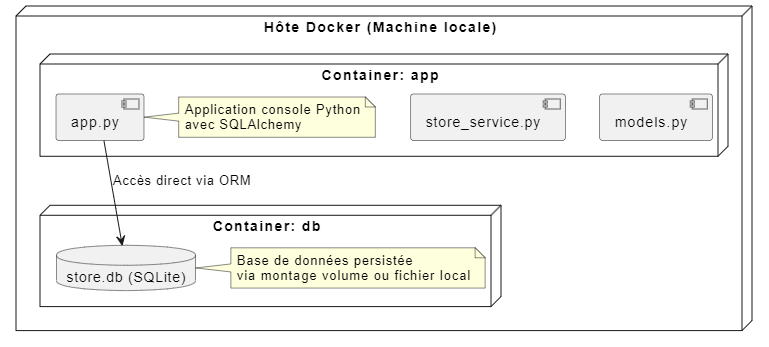 Hôte Docker (Machine locale)
Container: app
app.py
Application console Python
avec SQLAlchemy
store_service.py
models.py
Accès direct via ORM
Container: db
store.db (SQLite)
Base de données persistée
via montage volume ou fichier local